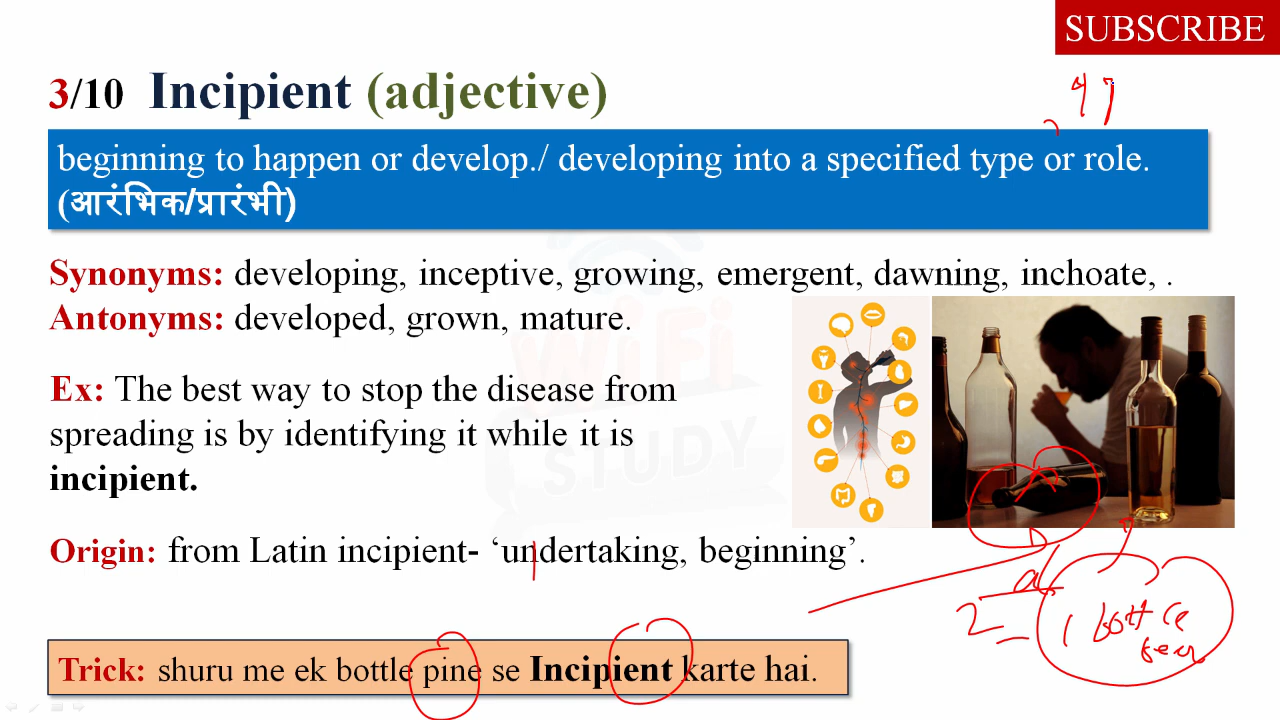 SUBSCRIBE
3/10 Incipient (adjective)
beginning to happen or develop./ developing into a specified type or role.
(आरंभिक/प्रारंभी)
Synonyms: developing, inceptive, growing, emergent, dawning, inchoate, .
Antonyms: developed, grown, mature.
WiFi
STUDY
Ex: The best way to stop the disease from
spreading is by identifying it while it is
incipient.
Origin: from Latin incipient- ‘undertaking, beginning’.
2
1 bottle
Trick: shuru me ek bottle pine se Incipient karte hai.